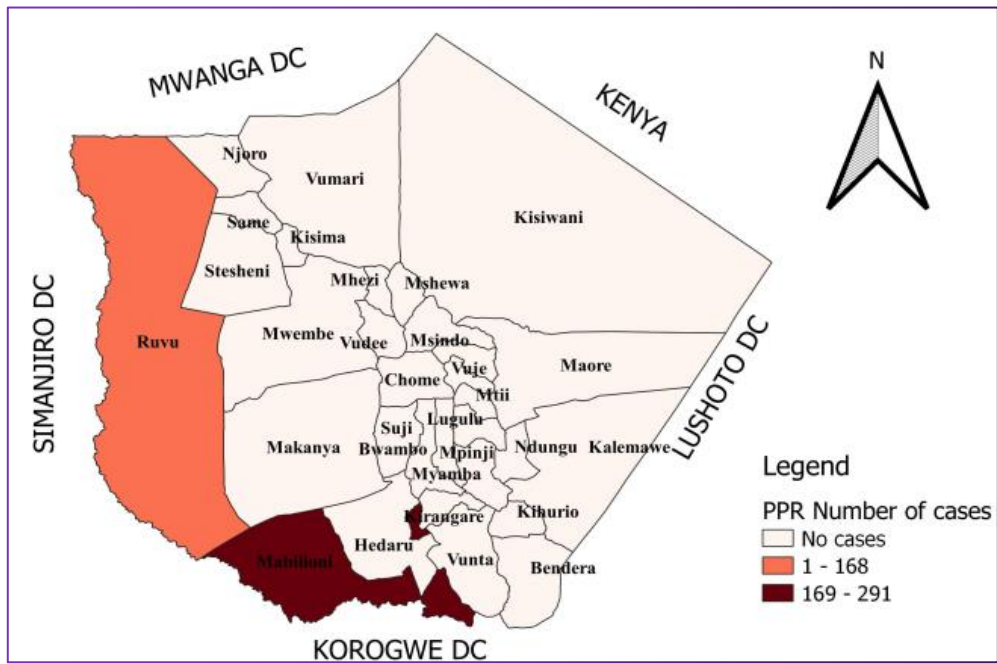 MWANGA DC
KENYA
N
Njoro
Vumari
Kisiwani
Same
Kisima
Stesheni
Mhezi
Mshewa
SIMANJIRO DC
Ruvu
Mwembe
Vudee
Msindo
LUSHOTO DC
Maore
Vuje
Chome
Mtii
Suji
Lugulu
Makanya
Bwambo
Mpinji
Ndungu
Kalemawe
Myamba
Kirangare
Kihurio
Hedaru
Mabilioni
Vunta
Bendera
KOROGWE DC
Legend
PPR Number of cases
No cases
1 - 168
169 - 291